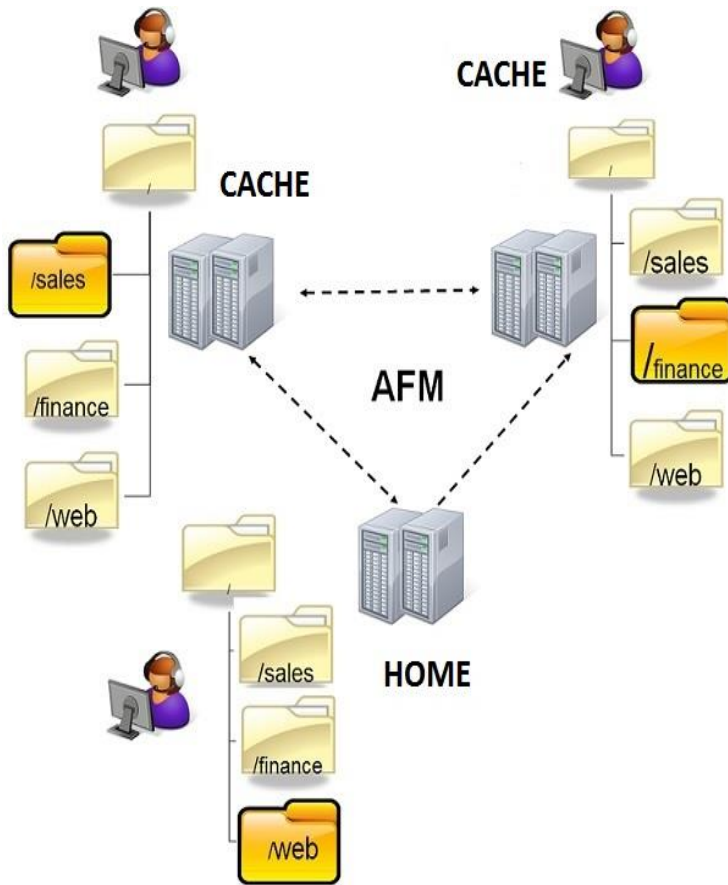 CACHE
/
CACHE
/
/sales
/finance
/web
/sales
/finance
/web
AFM
HOME
/
/sales
/finance
/web